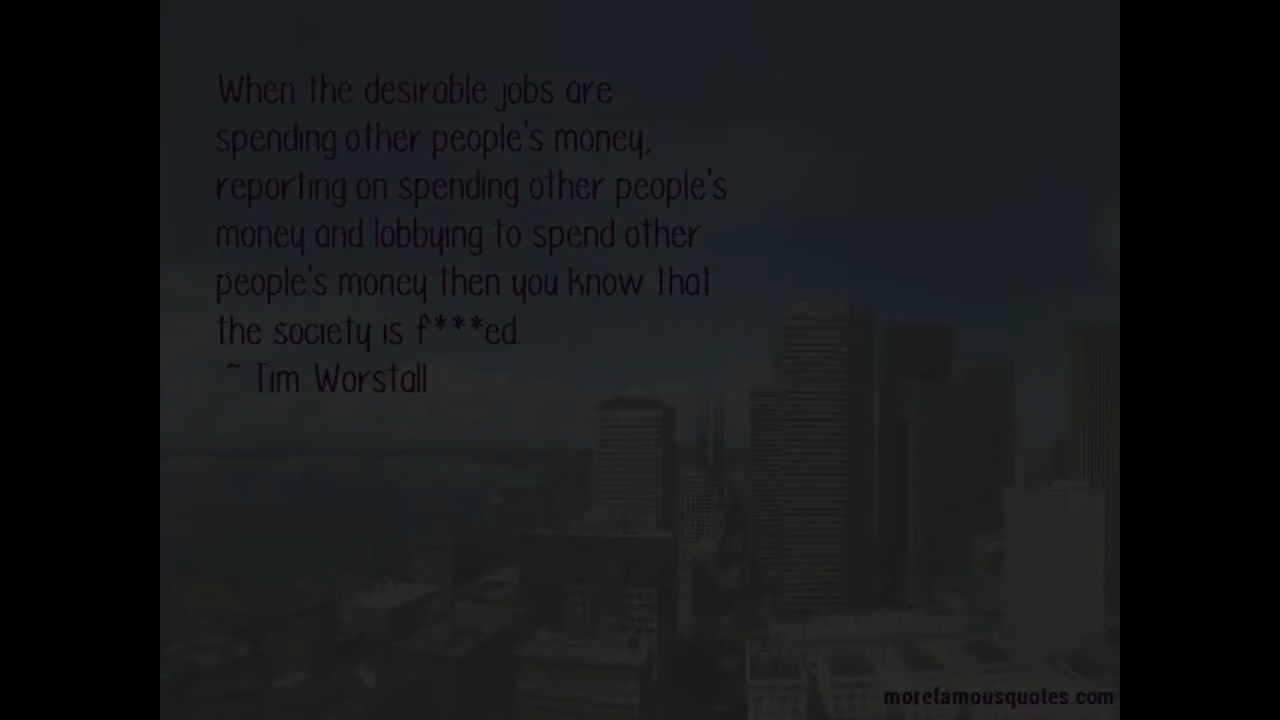 When the desirable jobs are
spending other people's money,
reporting on spending other people's
money and lobbying to spend other
people's money then you know that
the society is f***ed.
~ Tim Worstall
morefamousquotes.com